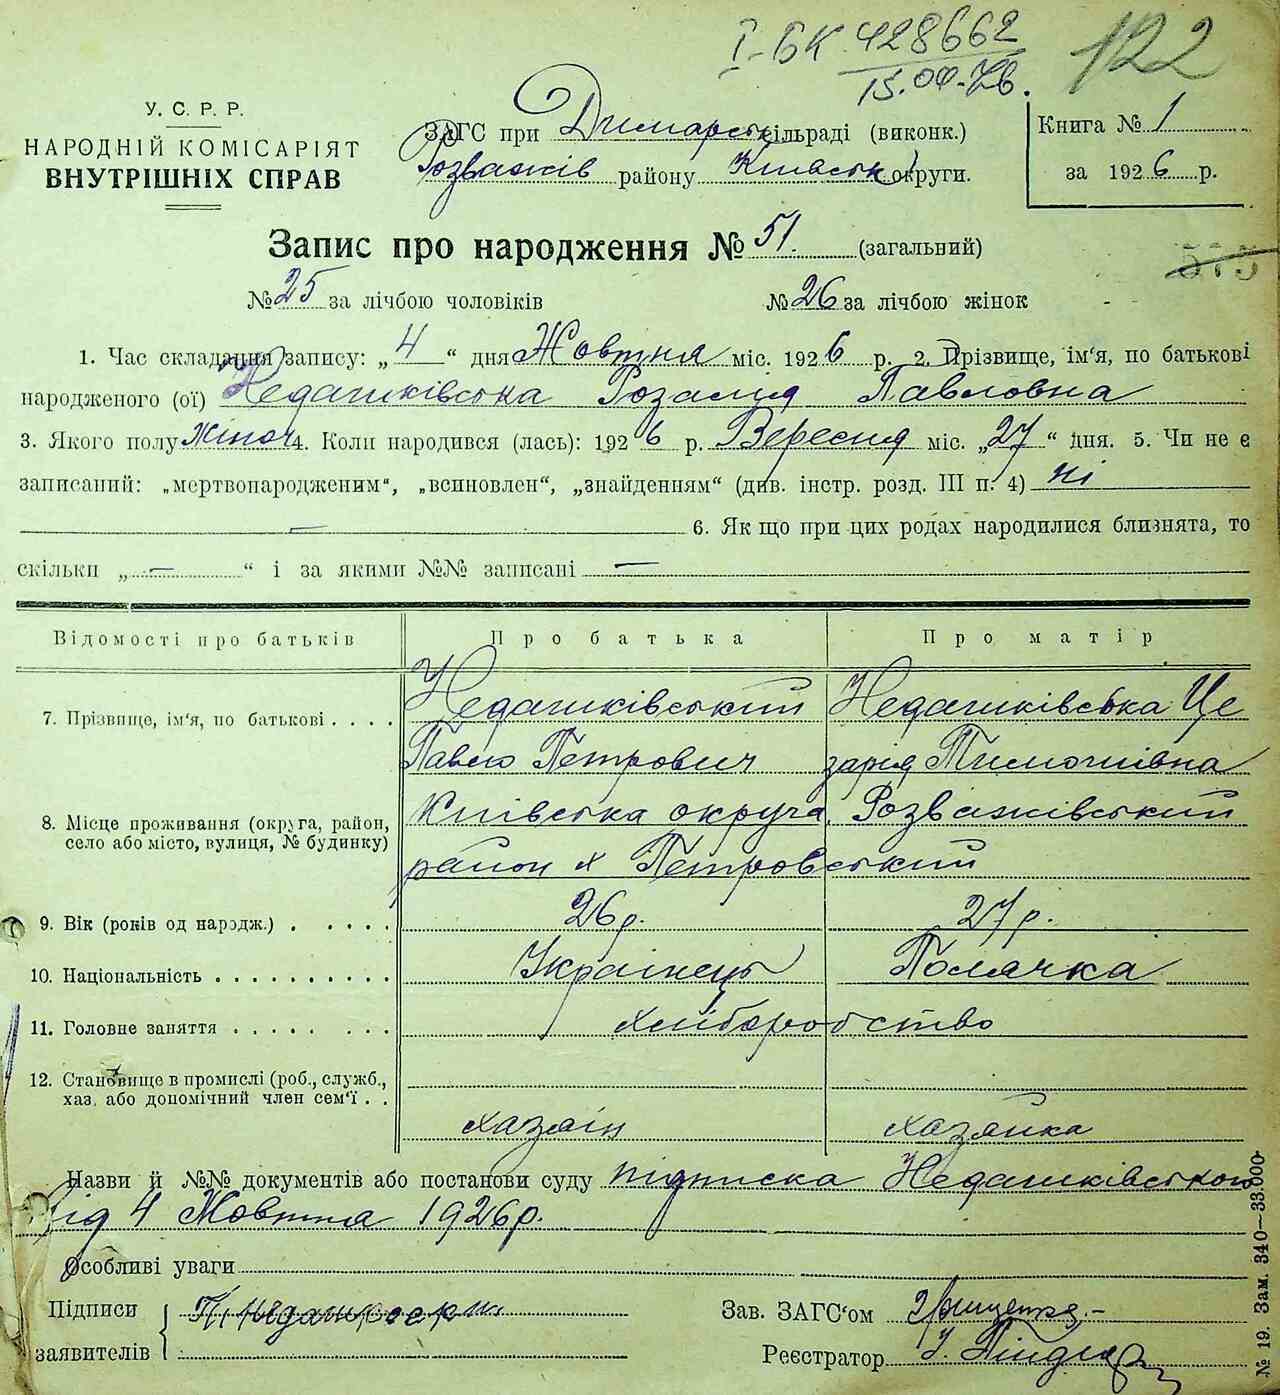 І-БК 428662
122
У. С. Р. Р.
НАРОДНІЙ КОМІСАРІЯТ
ВНУТРІШНІХ СПРАВ
ЗАГС при Димарськ сільраді (виконк.)
Розважів району Київськ округи.
Книга № 1
за 1926 р.
Запис про народження № 51. (загальний)
575
№ 25 за лічбою чоловіків № 26 за лічбою жінок
1. Час складання запису: „4“ дня Жовтня міс. 1926 р. 2. Прізвище, ім'я, по батькові
народженого (ої) Недашківська Розалия Павловна
3. Якого полу жіноч 4. Коли народився (лась): 1926 р. Вересня міс. „27“ дня. 5. Чи не є
записаний: „мертвонародженим“, „всиновлен“, „знайденням“ (див. інстр. розд. III п. 4) ні
— 6. Як що при цих родах народилися близнята, то
скільки „—“ і за якими №№ записані —
Відомості про батьків Про батька Про матір
7. Прізвище, ім'я, по батькові . . . . Недашківський Недашківська Це
Павло Петрович зарія Тимошівна
8. Місце проживання (округа, район, село або місто, вулиця, № будинку) Київська округа, Розважівський
район х Петровський
9. Вік (років од народж.) . . . . . 26 р. 27 р.
10. Національність . . . . . . . . . . Українець Полячка
11. Головне заняття . . . . . . . . хліборобство
12. Становище в промислі (роб., служб.,
хаз. або допомічний член сем'ї . . хазяїн хазяйка
Назви й №№ документів або постанови суду підписка Недашківського
від 4 Жовтня 1926 р.
Особливі уваги
Підписи
заявителів
Зав. ЗАГС'ом Грищенко
Реєстратор
№ 19. Зам. 340—33.000